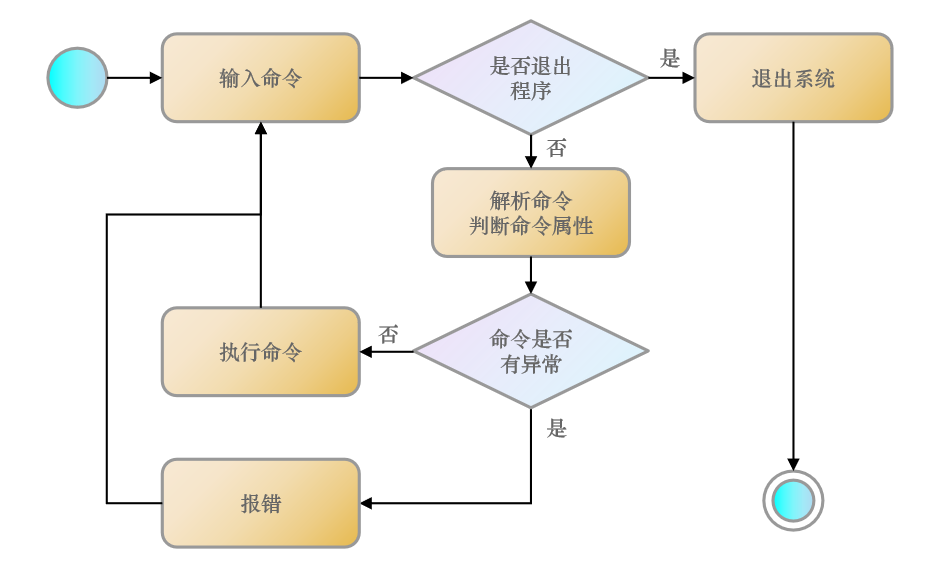 输入命令
是否退出
程序
是
退出系统
否
解析命令
判断命令属性
命令是否
有异常
否
执行命令
是
报错